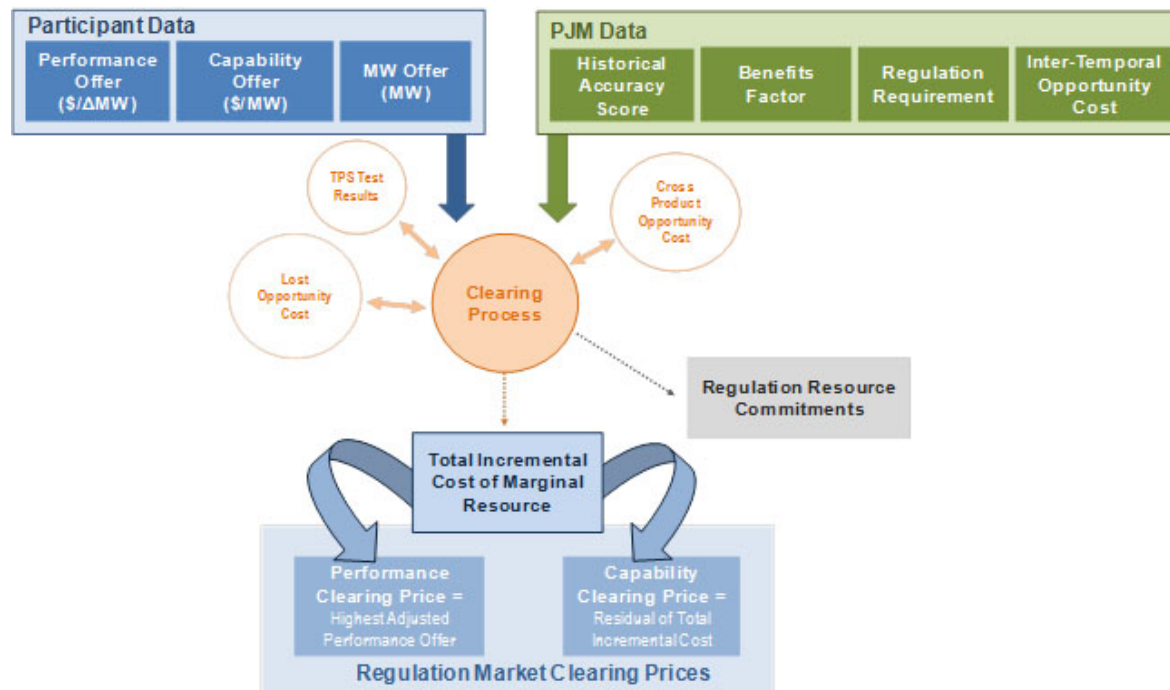 Participant Data
Performance
Offer
($/ΔMW)
Capability
Offer
($/MW)
MW Offer
(MW)
PJM Data
Historical
Accuracy
Score
Benefits
Factor
Regulation
Requirement
Inter-Temporal
Opportunity
Cost
TPS Test
Results
Cross
Product
Opportunity
Cost
Lost
Opportunity
Cost
Clearing
Process
Regulation Resource
Commitments
Total Incremental
Cost of Marginal
Resource
Performance
Clearing Price =
Highest Adjusted
Performance Offer
Capability
Clearing Price =
Residual of Total
Incremental Cost
Regulation Market Clearing Prices